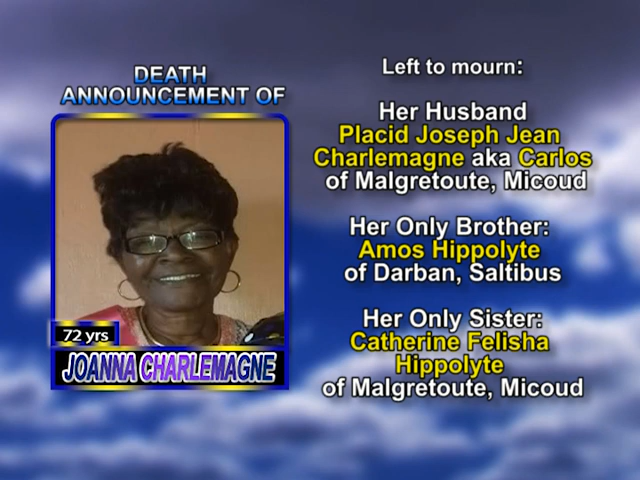 DEATH
ANNOUNCEMENT OF
72 yrs
JOANNA CHARLEMAGNE
Left to mourn:
Her Husband
Placid Joseph Jean
Charlemagne aka Carlos
of Malgretoute, Micoud
Her Only Brother:
Amos Hippolyte
of Darban, Saltibus
Her Only Sister:
Catherine Felisha
Hippolyte
of Malgretoute, Micoud